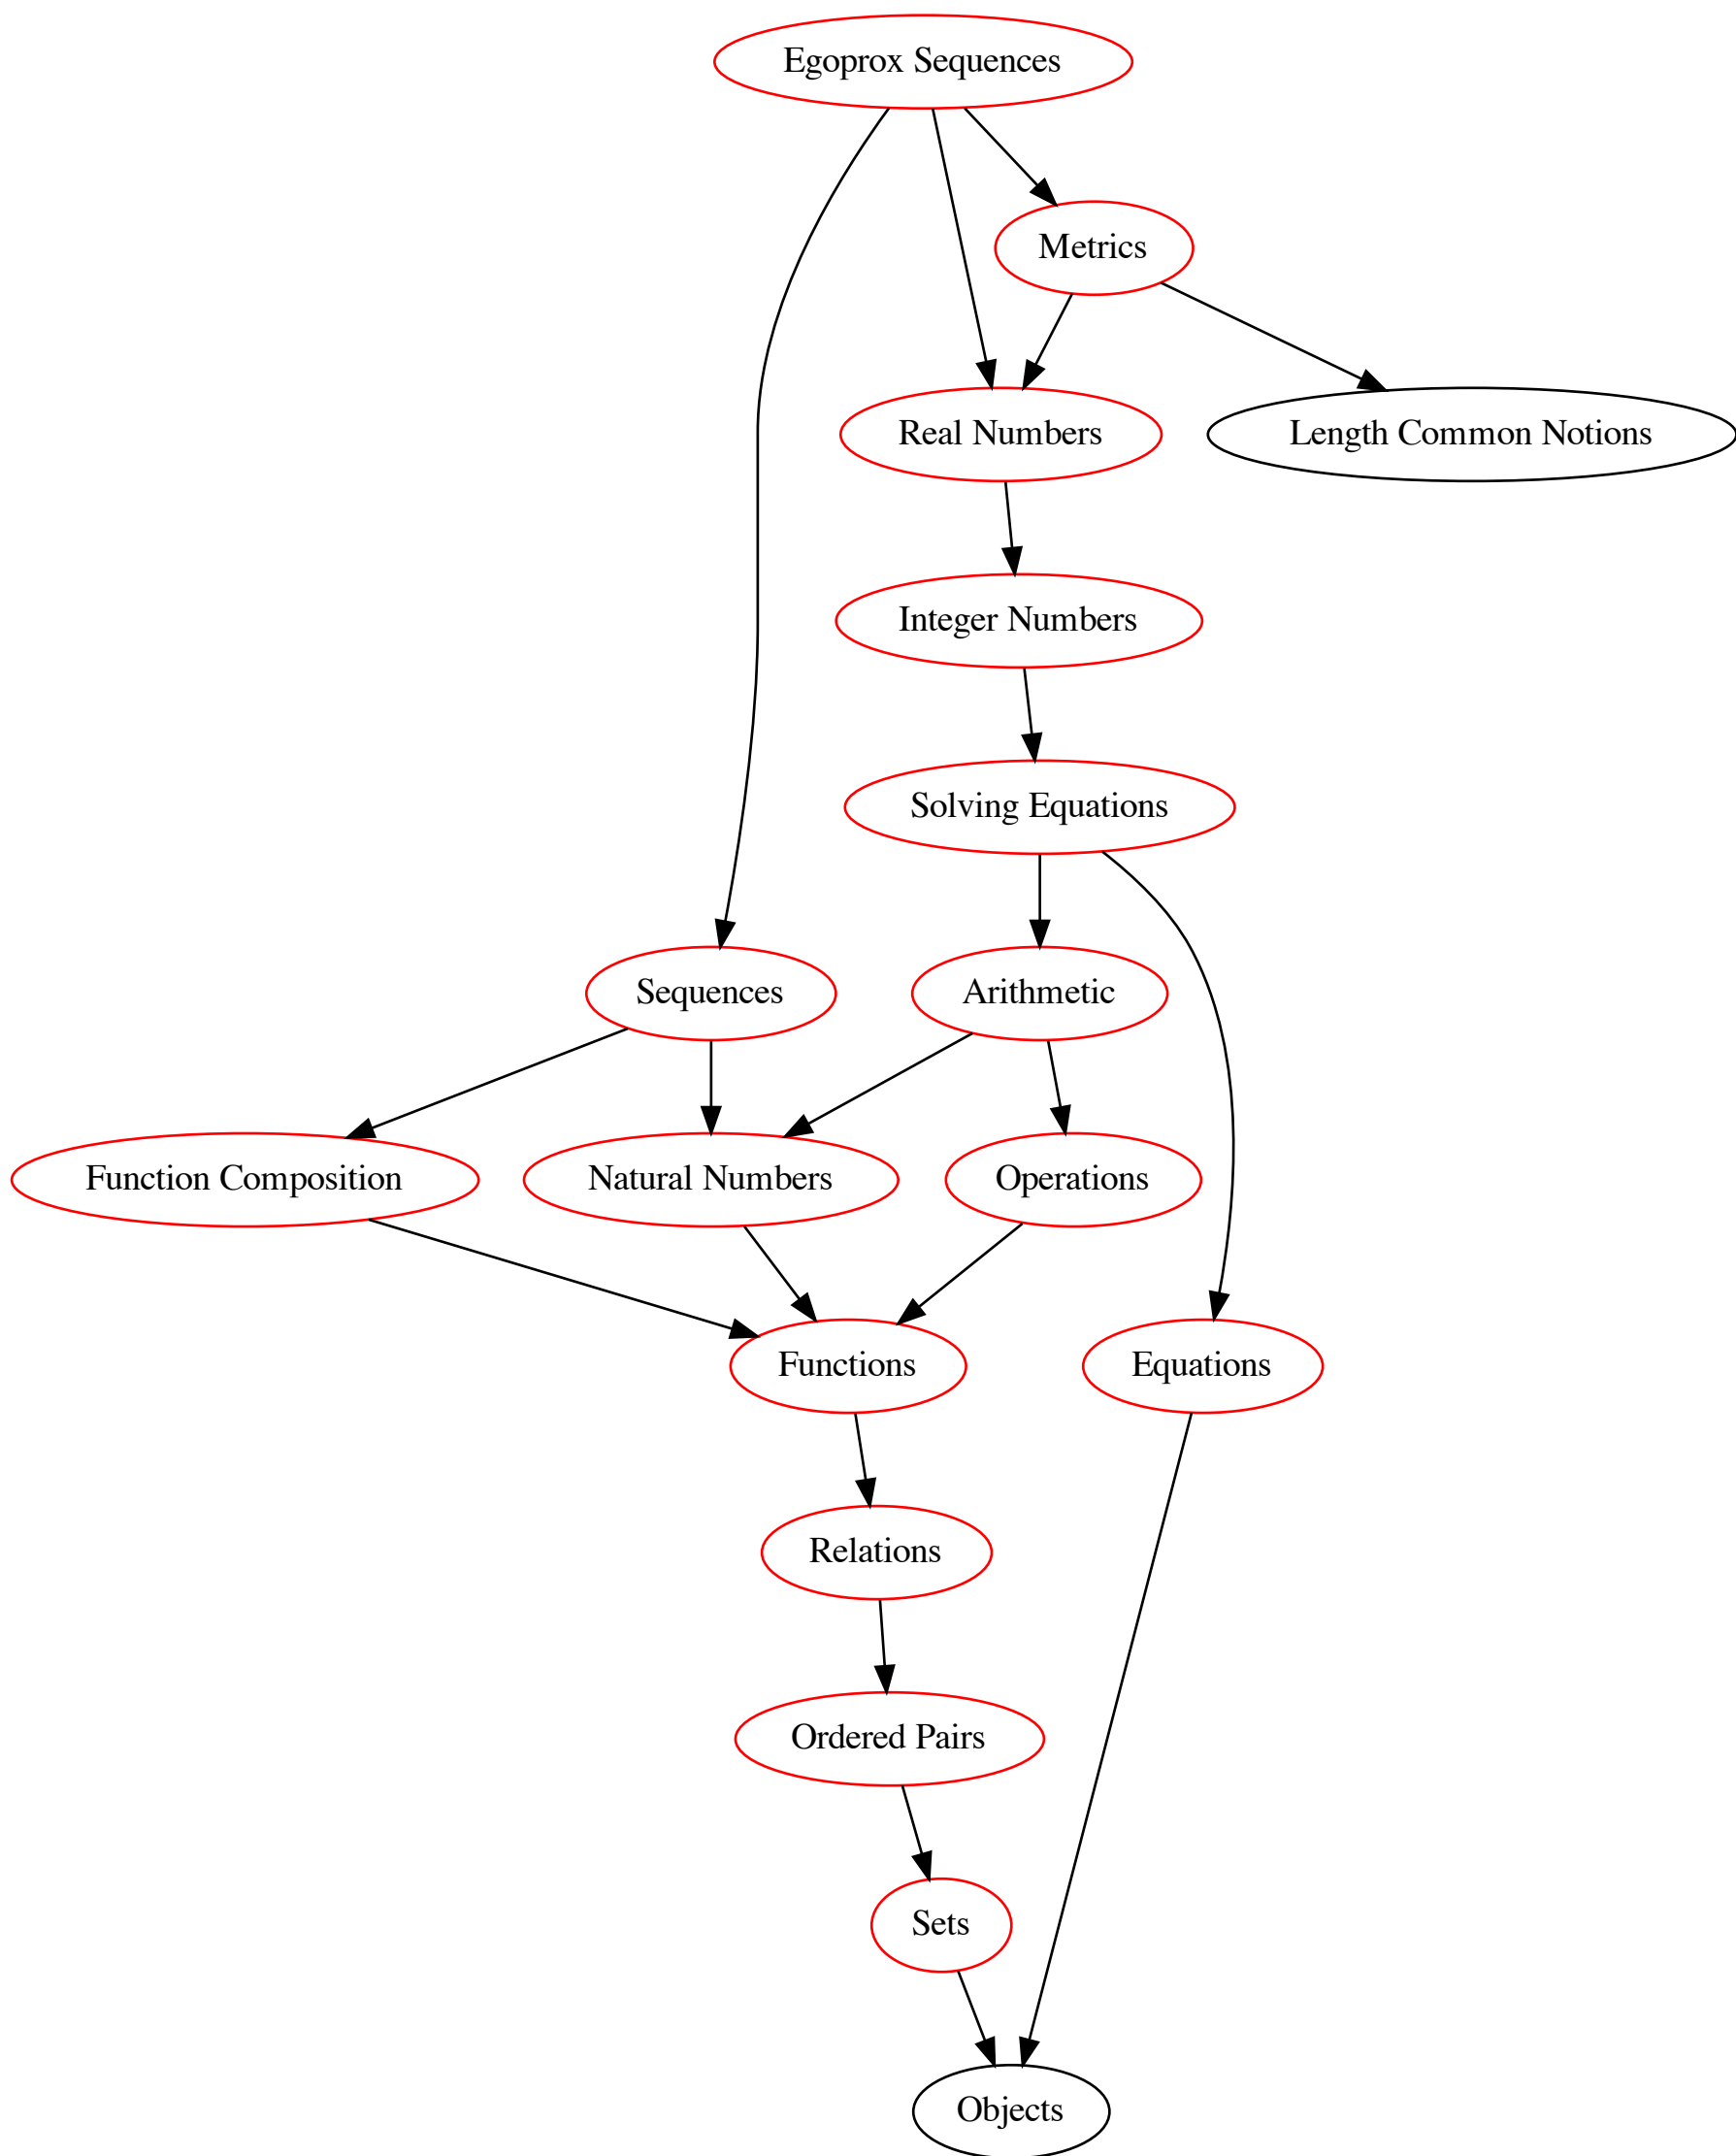 Egoprox Sequences
Metrics
Real Numbers
Length Common Notions
Integer Numbers
Solving Equations
Sequences
Arithmetic
Function Composition
Natural Numbers
Operations
Functions
Equations
Relations
Ordered Pairs
Sets
Objects